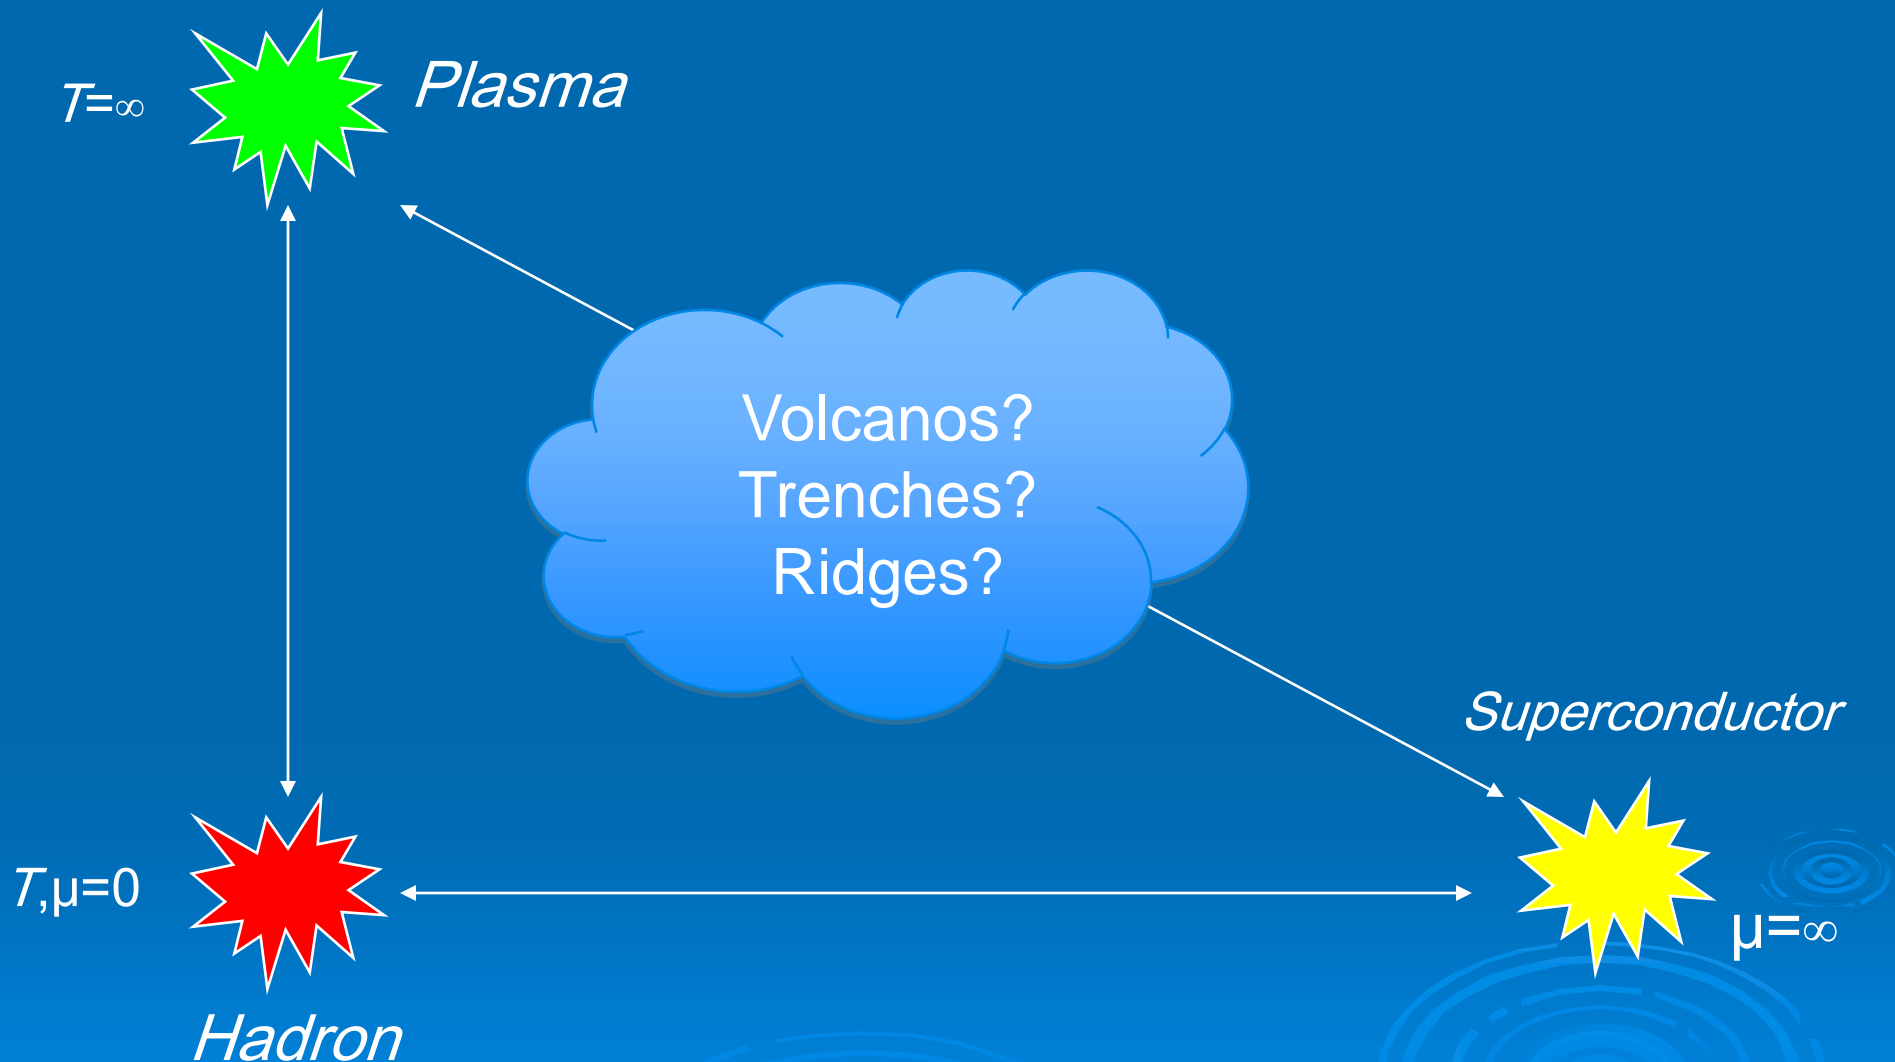 Plasma
T=∞
Volcanos?
Trenches?
Ridges?
Superconductor
T,μ=0
μ=∞
Hadron